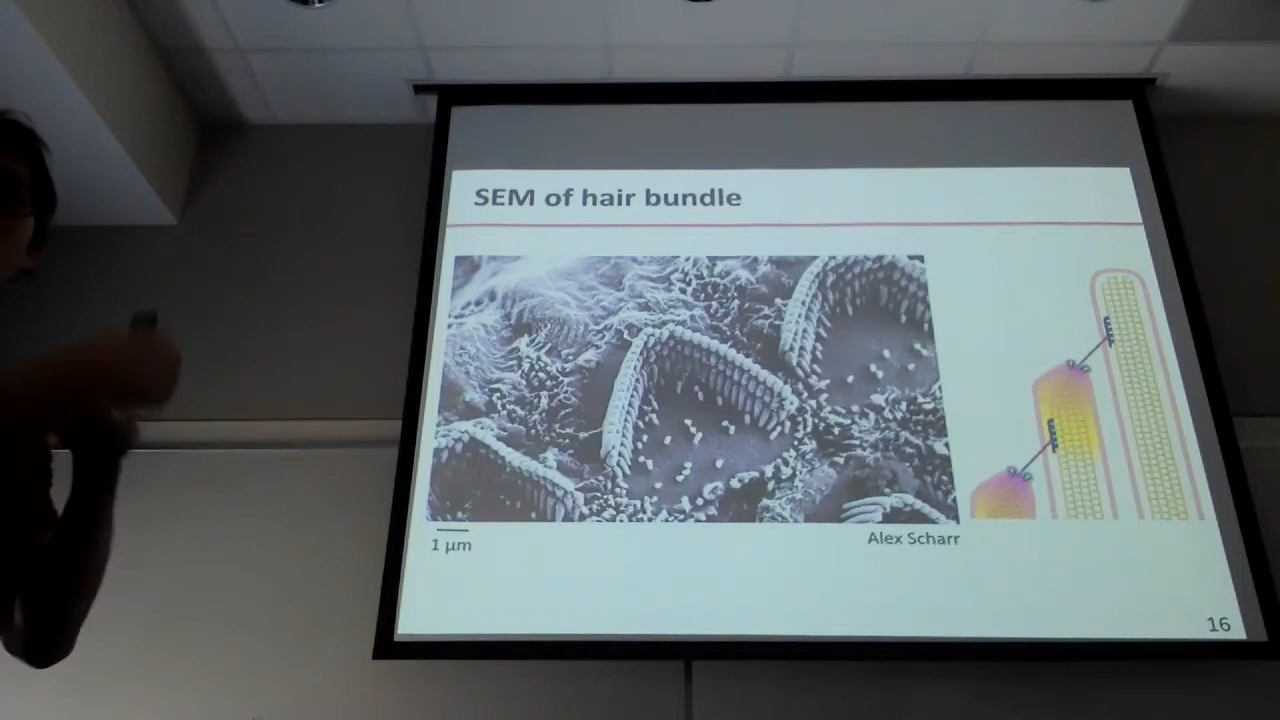 SEM of hair bundle
1 μm
Alex Scharr
16